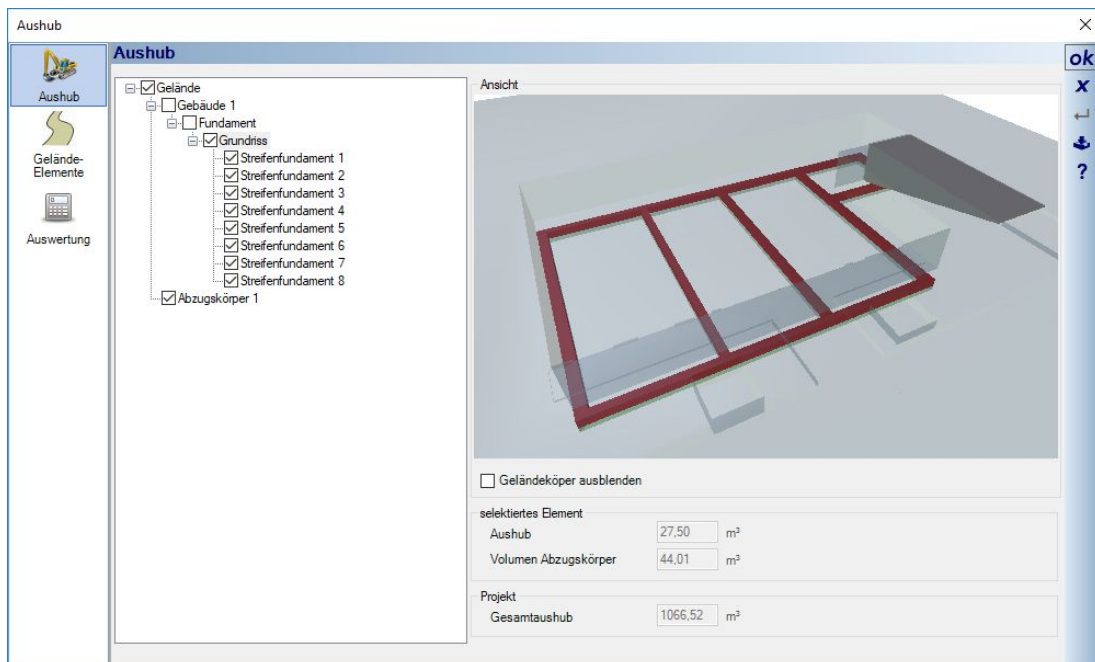 Aushub
Aushub
Aushub
Gelände-
Elemente
Auswertung
Gelände
Gebäude 1
Fundament
Grundriss
Streifenfundament 1
Streifenfundament 2
Streifenfundament 3
Streifenfundament 4
Streifenfundament 5
Streifenfundament 6
Streifenfundament 7
Streifenfundament 8
Abzugskörper 1
Ansicht
Geländeköper ausblenden
selektiertes Element
Aushub 27,50 m³
Volumen Abzugskörper 44,01 m³
Projekt
Gesamtaushub 1066,52 m³
ok
x
?